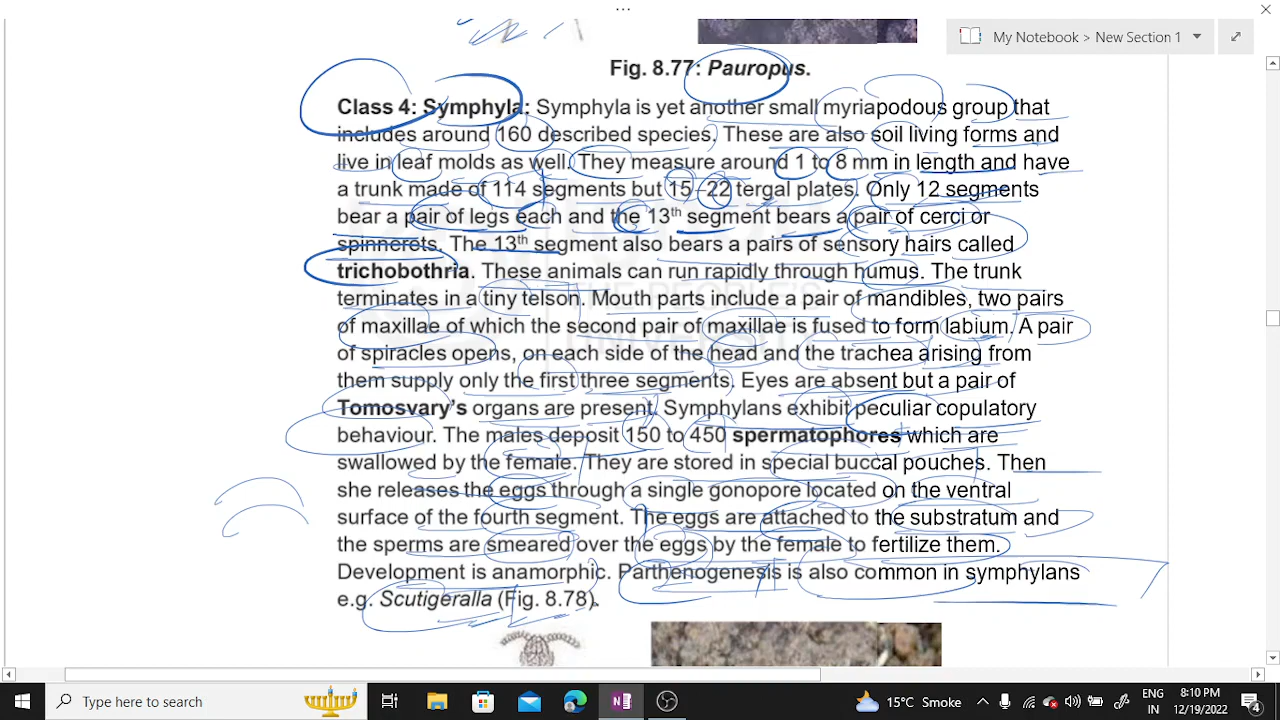 ...
My Notebook > New Section 1
Fig. 8.77: Pauropus.
Class 4: Symphyla: Symphyla is yet another small myriapodous group that
includes around 160 described species. These are also soil living forms and
live in leaf molds as well. They measure around 1 to 8 mm in length and have
a trunk made of 114 segments but 15 -22 tergal plates. Only 12 segments
bear a pair of legs each and the 13th segment bears a pair of cerci or
spinnerets. The 13th segment also bears a pairs of sensory hairs called
trichobothria. These animals can run rapidly through humus. The trunk
terminates in a tiny telson. Mouth parts include a pair of mandibles, two pairs
of maxillae of which the second pair of maxillae is fused to form labium. A pair
of spiracles opens, on each side of the head and the trachea arising from
them supply only the first three segments. Eyes are absent but a pair of
Tomosvary's organs are present. Symphylans exhibit peculiar copulatory
behaviour. The males deposit 150 to 450 spermatophores which are
swallowed by the female. They are stored in special buccal pouches. Then
she releases the eggs through a single gonopore located on the ventral
surface of the fourth segment. The eggs are attached to the substratum and
the sperms are smeared over the eggs by the female to fertilize them.
Development is anamorphic. Parthenogenesis is also common in symphylans
e.g. Scutigeralla (Fig. 8.78).
Type here to search
15°C Smoke
ENG
IN
8:10 PM
12/19/2022
4